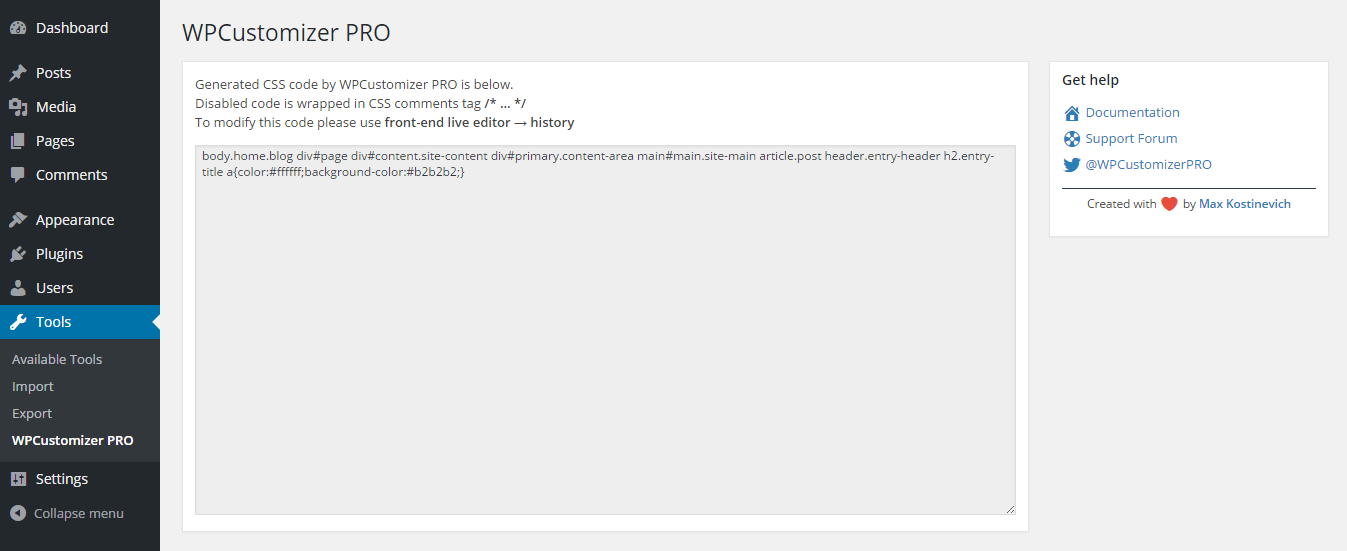 Dashboard
Posts
Media
Pages
Comments
Appearance
Plugins
Users
Tools
Available Tools
Import
Export
WPCustomizer PRO
Settings
Collapse menu
WPCustomizer PRO
Generated CSS code by WPCustomizer PRO is below.
Disabled code is wrapped in CSS comments tag /* ... */
To modify this code please use front-end live editor → history
body.home.blog div#page div#content.site-content div#primary.content-area main#main.site-main article.post header.entry-header h2.entry-
title a{color:#ffffff;background-color:#b2b2b2;}
Get help
Documentation
Support Forum
@WPCustomizerPRO
Created with ❤ by Max Kostinevich